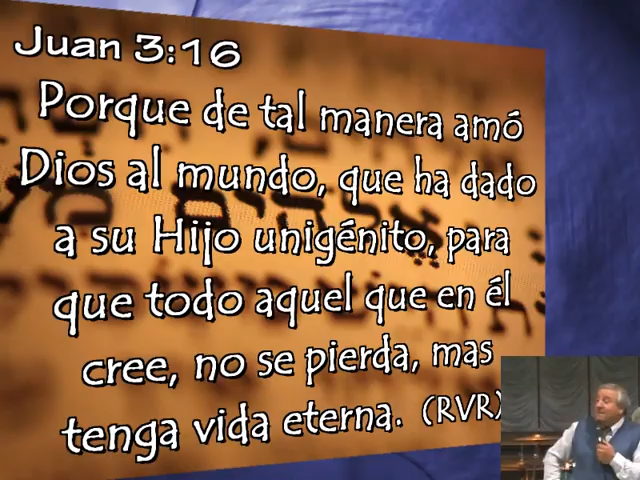 Juan 3:16
Porque de tal manera amó
Dios al mundo, que ha dado
a su Hijo unigénito, para
que todo aquel que en él
cree, no se pierda, mas
tenga vida eterna. (RVR)